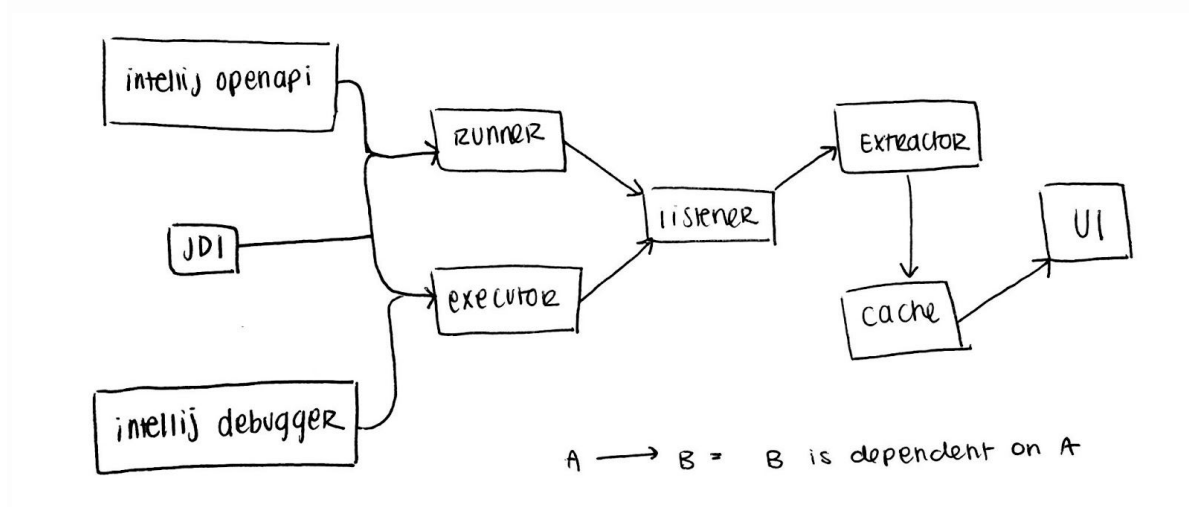 intellij openapi
RUNNER
EXTRACTOR
JDI
listener
UI
executor
cache
intellij debugger
A → B = B is dependent on A